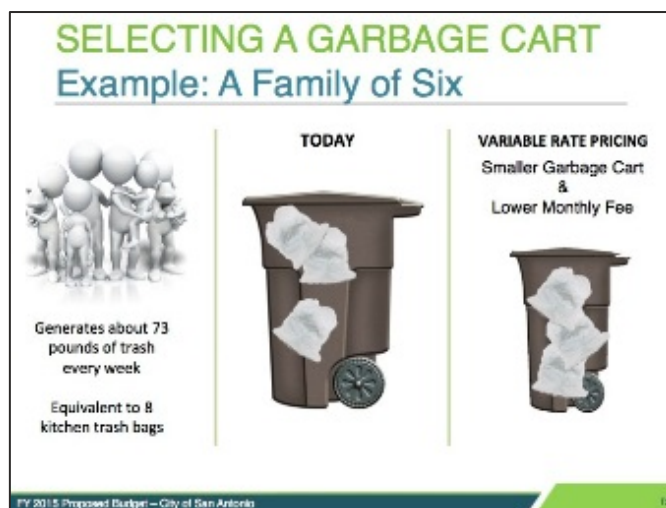 SELECTING A GARBAGE CART
Example: A Family of Six
Generates about 73
pounds of trash
every week
Equivalent to 8
kitchen trash bags
TODAY
VARIABLE RATE PRICING
Smaller Garbage Cart
&
Lower Monthly Fee
FY 2015 Proposed Budget – City of San Antonio